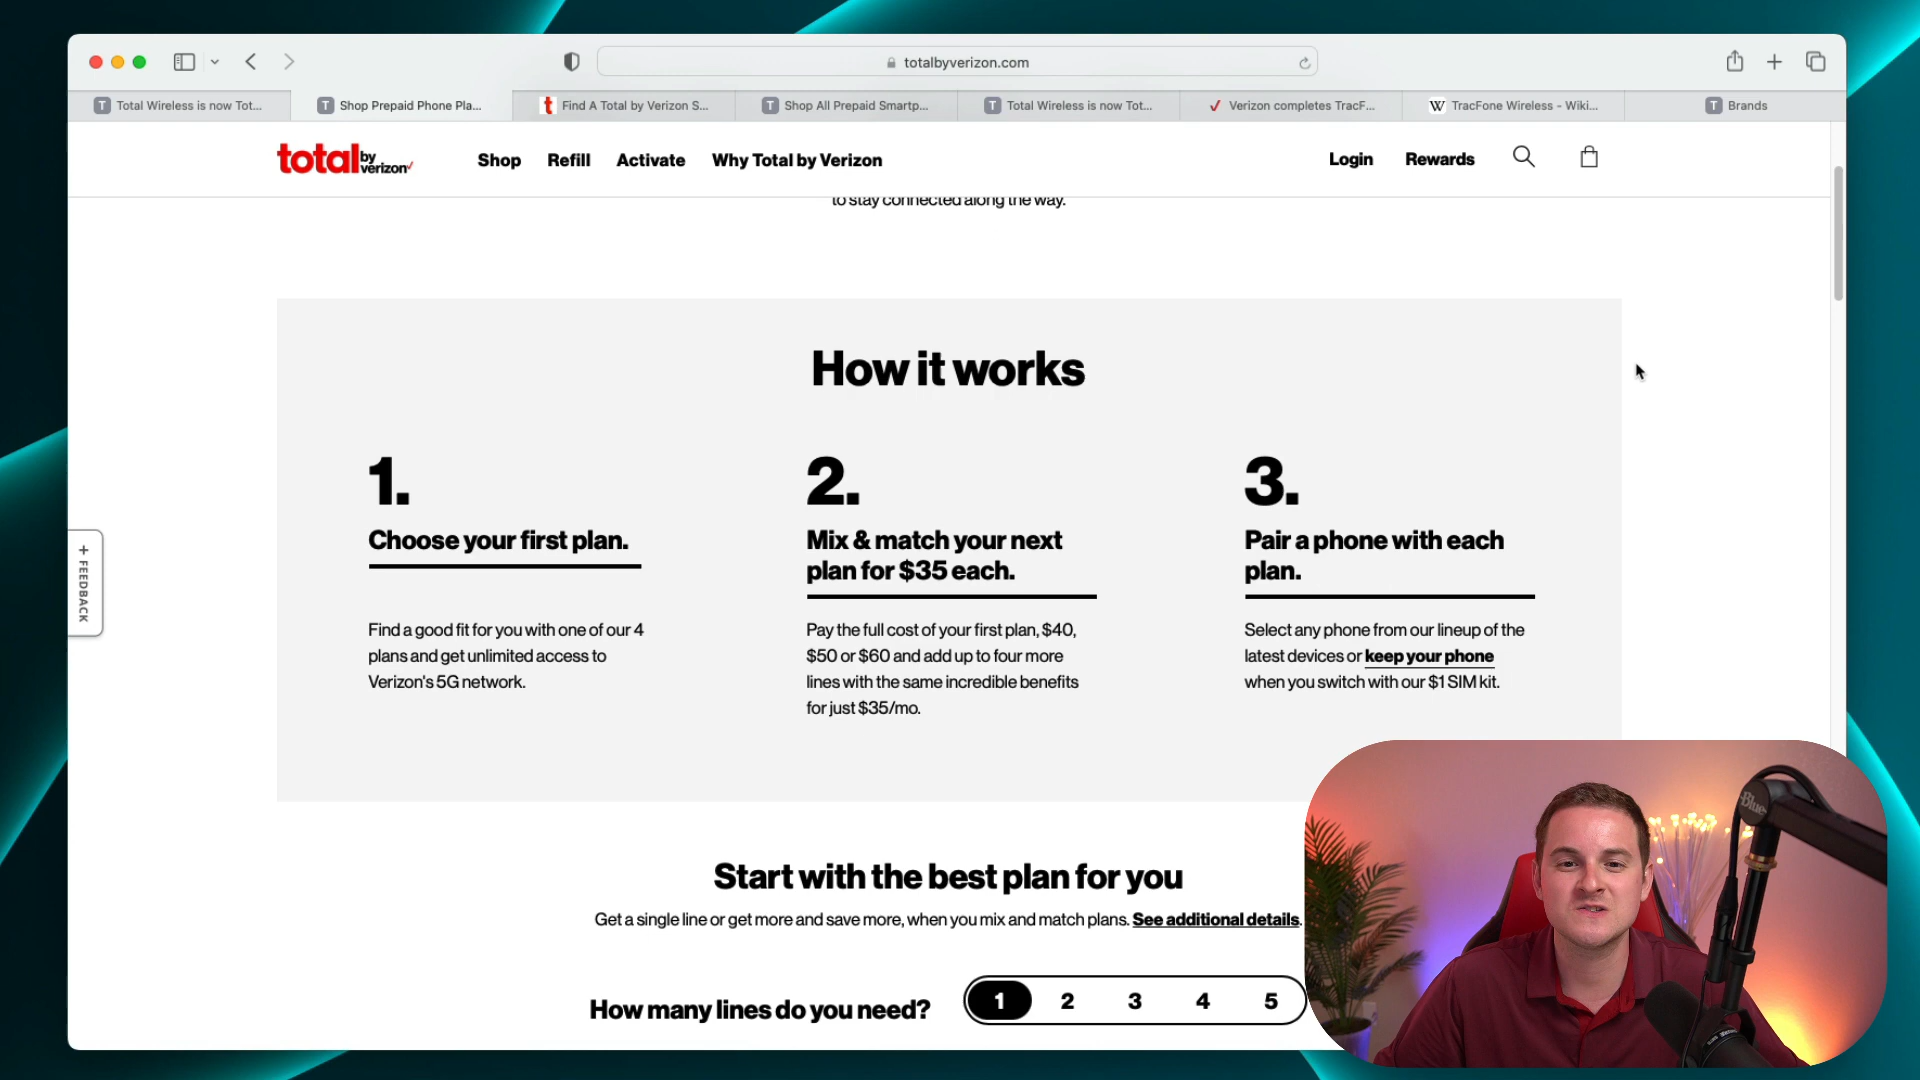 totalbyverizon.com
Total Wireless is now Tot...
Shop Prepaid Phone Pla...
Find A Total by Verizon S...
Shop All Prepaid Smartp...
Total Wireless is now Tot...
Verizon completes TracF...
TracFone Wireless - Wiki...
Brands
total by verizon
Shop
Refill
Activate
Why Total by Verizon
Login
Rewards
to stay connected along the way.
How it works
1.
Choose your first plan.
Find a good fit for you with one of our 4
plans and get unlimited access to
Verizon's 5G network.
2.
Mix & match your next
plan for $35 each.
Pay the full cost of your first plan, $40,
$50 or $60 and add up to four more
lines with the same incredible benefits
for just $35/mo.
3.
Pair a phone with each
plan.
Select any phone from our lineup of the
latest devices or keep your phone
when you switch with our $1 SIM kit.
+ FEEDBACK
Start with the best plan for you
Get a single line or get more and save more, when you mix and match plans. See additional details.
How many lines do you need?
1 2 3 4 5
Blue